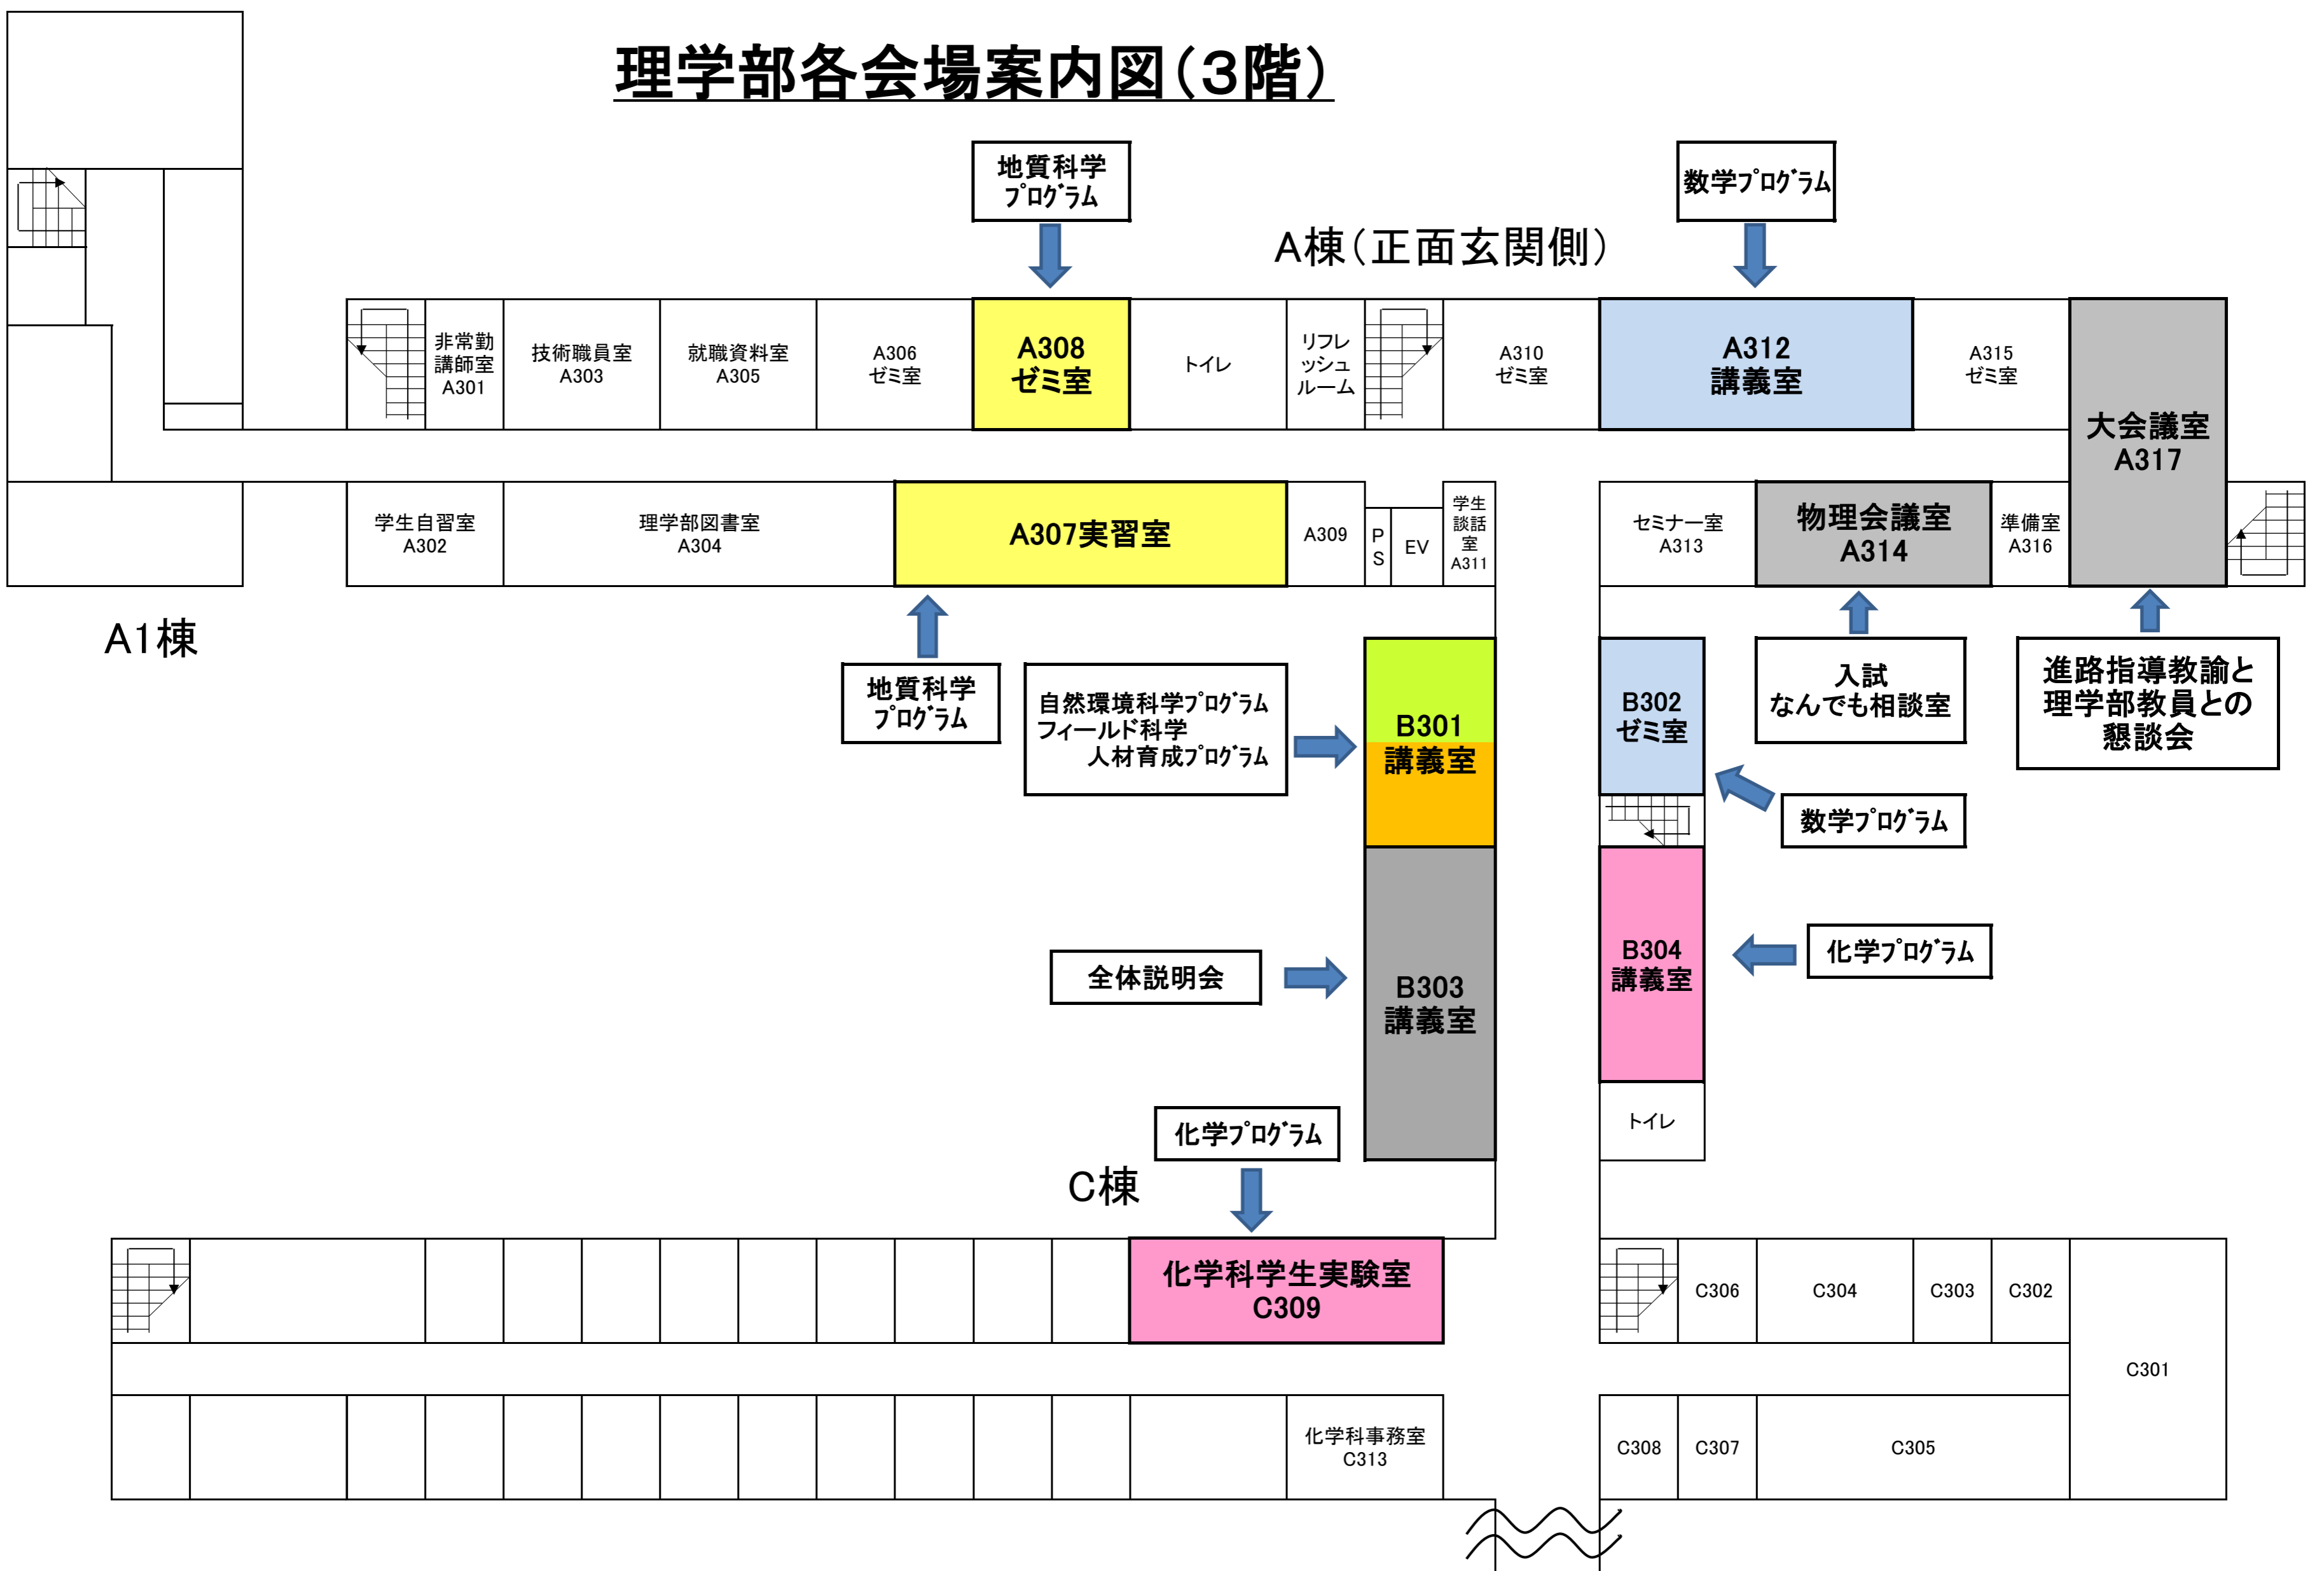 理学部各会場案内図（３階）
地質科学
ﾌﾟﾛｸﾞﾗﾑ
数学ﾌﾟﾛｸﾞﾗﾑ
A棟（正面玄関側）
非常勤
講師室
A301
技術職員室
A303
就職資料室
A305
A306
ゼミ室
A308
ゼミ室
トイレ
リフレ
ッシュ
ルーム
A310
ゼミ室
A312
講義室
A315
ゼミ室
大会議室
A317
学生自習室
A302
理学部図書室
A304
A307実習室
A309
P
S
EV
学生
談話
室
A311
セミナー室
A313
物理会議室
A314
準備室
A316
A1棟
地質科学
ﾌﾟﾛｸﾞﾗﾑ
自然環境科学ﾌﾟﾛｸﾞﾗﾑ
フィールド科学
人材育成ﾌﾟﾛｸﾞﾗﾑ
B301
講義室
B302
ゼミ室
入試
なんでも相談室
進路指導教諭と
理学部教員との
懇談会
数学ﾌﾟﾛｸﾞﾗﾑ
全体説明会
B303
講義室
B304
講義室
化学ﾌﾟﾛｸﾞﾗﾑ
トイレ
化学ﾌﾟﾛｸﾞﾗﾑ
C棟
化学科学生実験室
C309
C306
C304
C303
C302
C301
化学科事務室
C313
C308
C307
C305